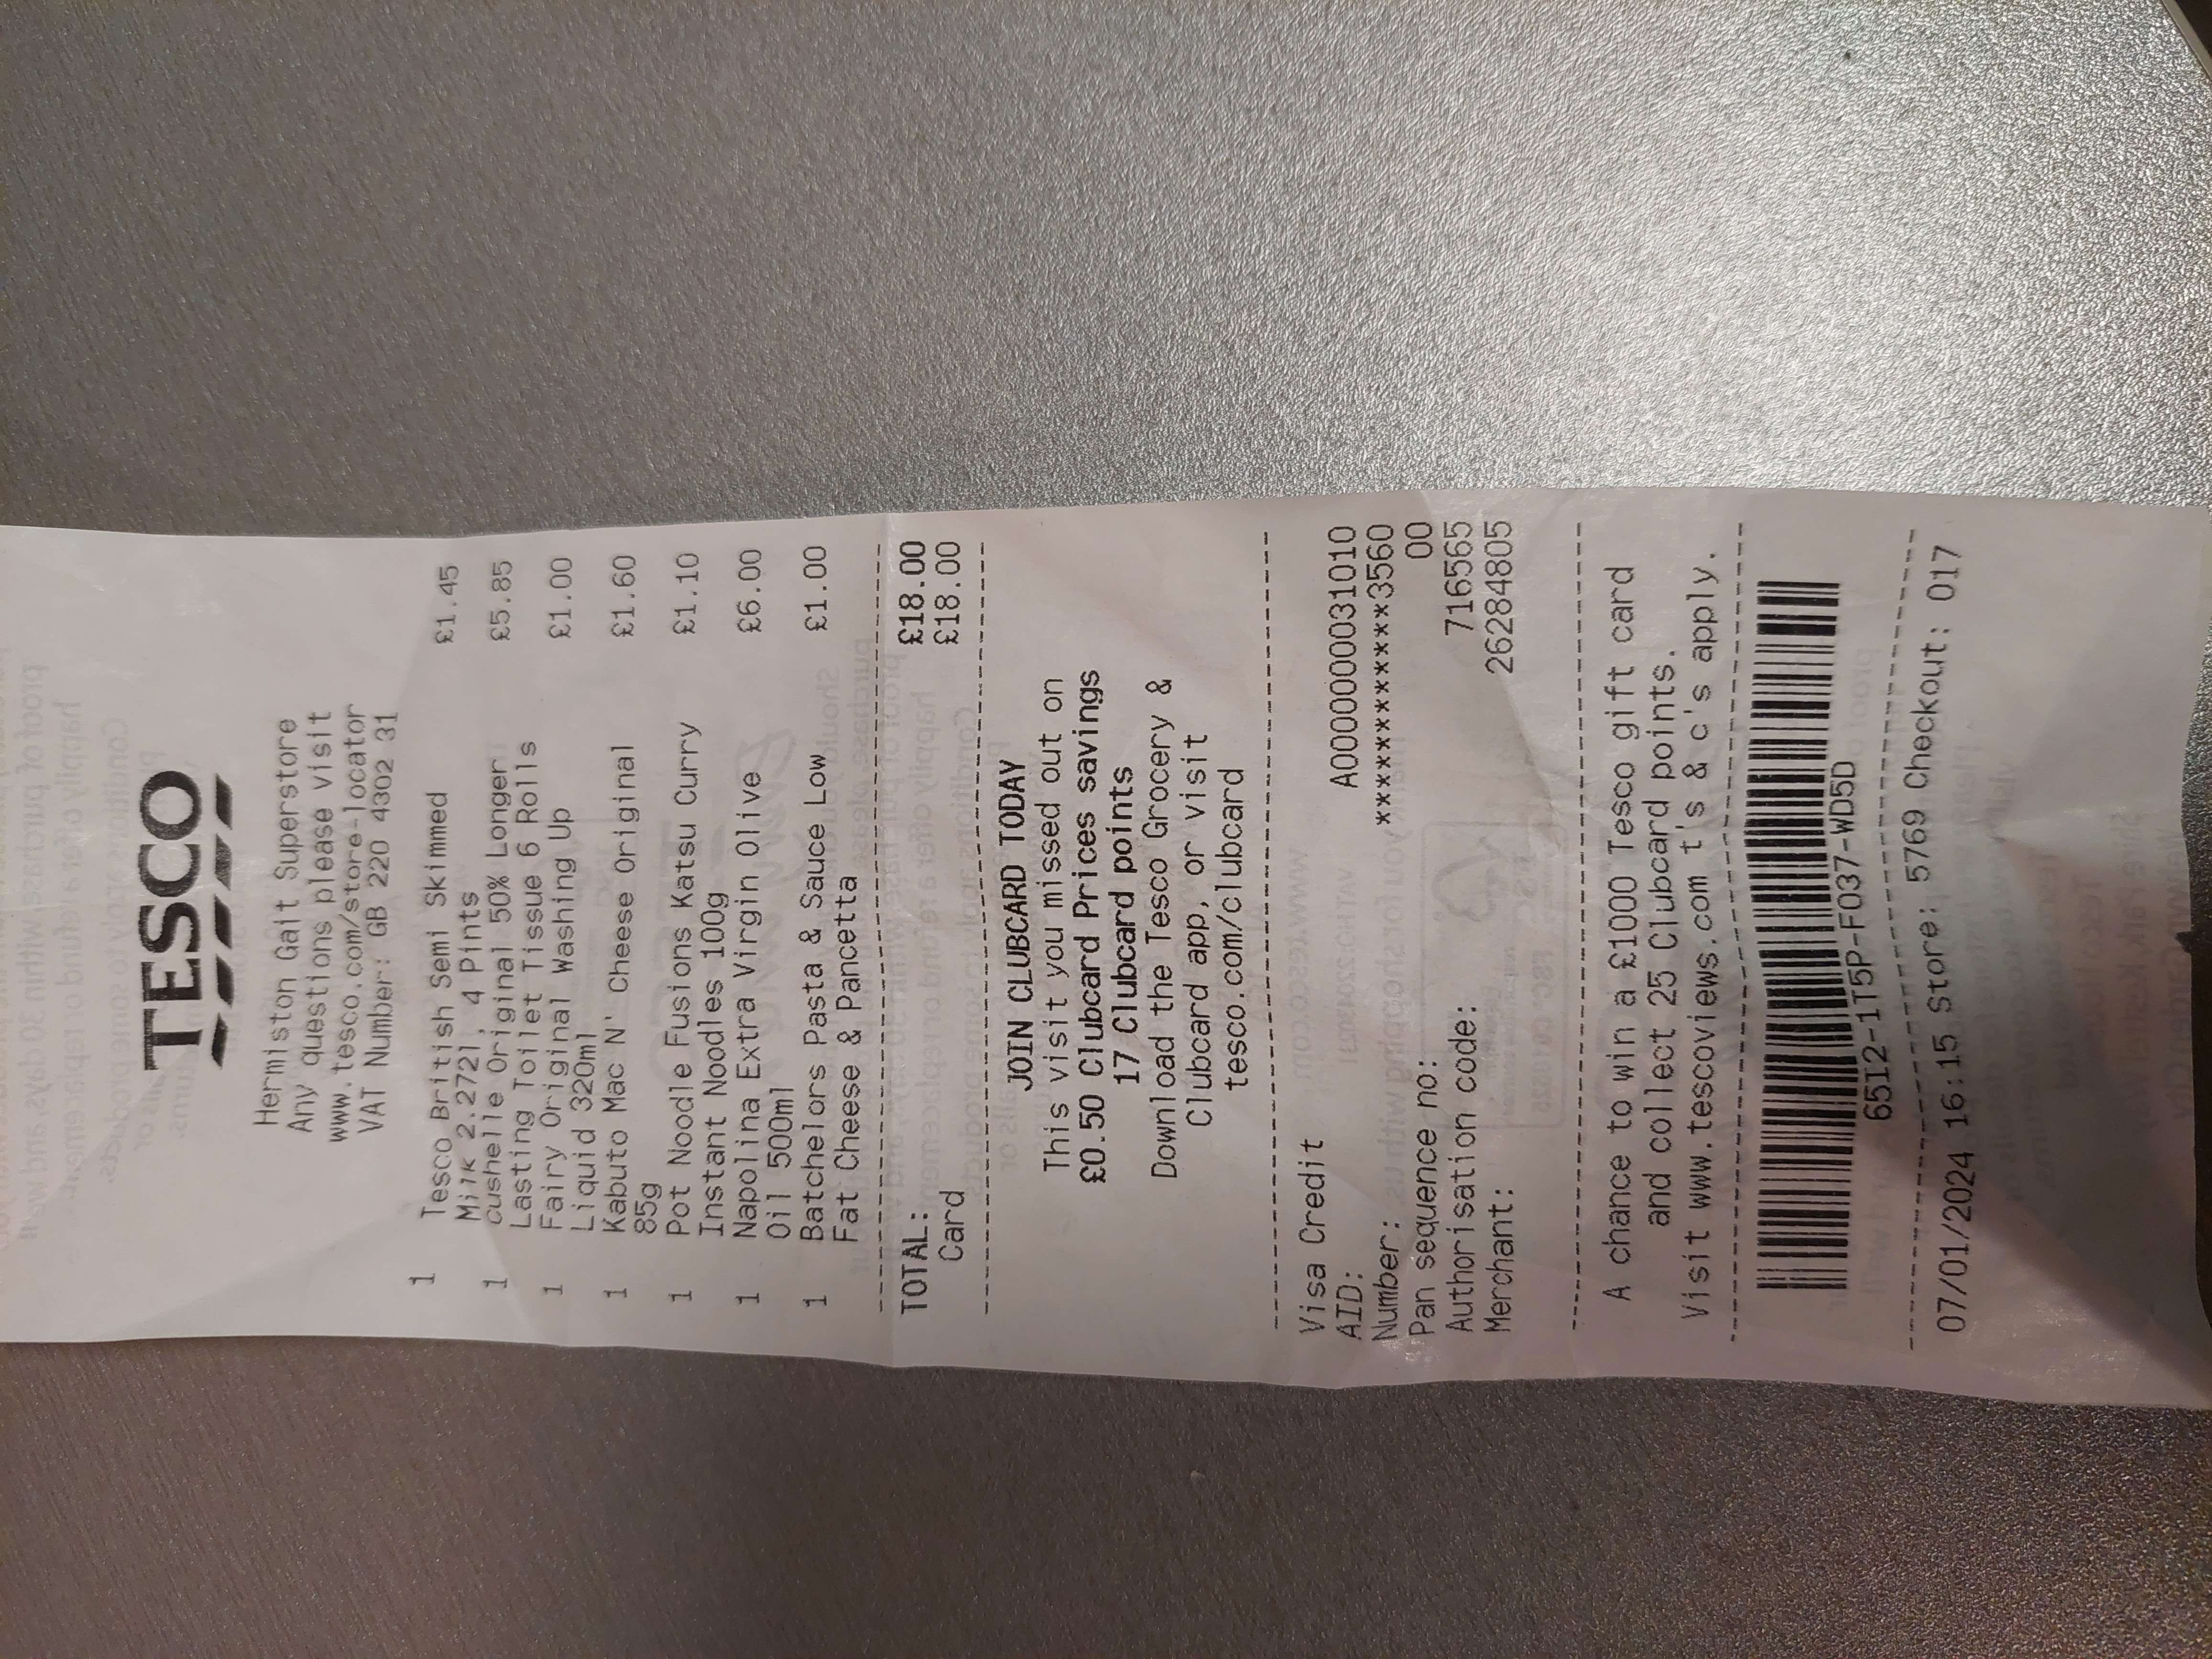 TESCO
Hermiston Gait Superstore
Any questions please visit
www.tesco.com/store-locator
VAT Number: GB 220 4302 31
1 Tesco British Semi Skimmed £1.45
Milk 2.272l, 4 Pints
1 Cushelle Original 50% Longer £5.85
Lasting Toilet Tissue 6 Rolls
1 Fairy Original Washing Up £1.00
Liquid 320ml
1 Kabuto Mac N' Cheese Original £1.60
85g
1 Pot Noodle Fusions Katsu Curry £1.10
Instant Noodles 100g
1 Napolina Extra Virgin Olive £6.00
Oil 500ml
1 Batchelors Pasta & Sauce Low £1.00
Fat Cheese & Pancetta
TOTAL: £18.00
Card £18.00
JOIN CLUBCARD TODAY
This visit you missed out on
£0.50 Clubcard Prices savings
17 Clubcard points
Download the Tesco Grocery &
Clubcard app, or visit
tesco.com/clubcard
Visa Credit
AID: A0000000031010
Number: ************3560
Pan sequence no: 00
Authorisation code: 716565
Merchant: 26284805
A chance to win a £1000 Tesco gift card
and collect 25 Clubcard points.
Visit www.tescoviews.com t's & c's apply.
65I2-1T5P-F037-WD5D
07/01/2024 16:15 Store: 5769 Checkout: 017